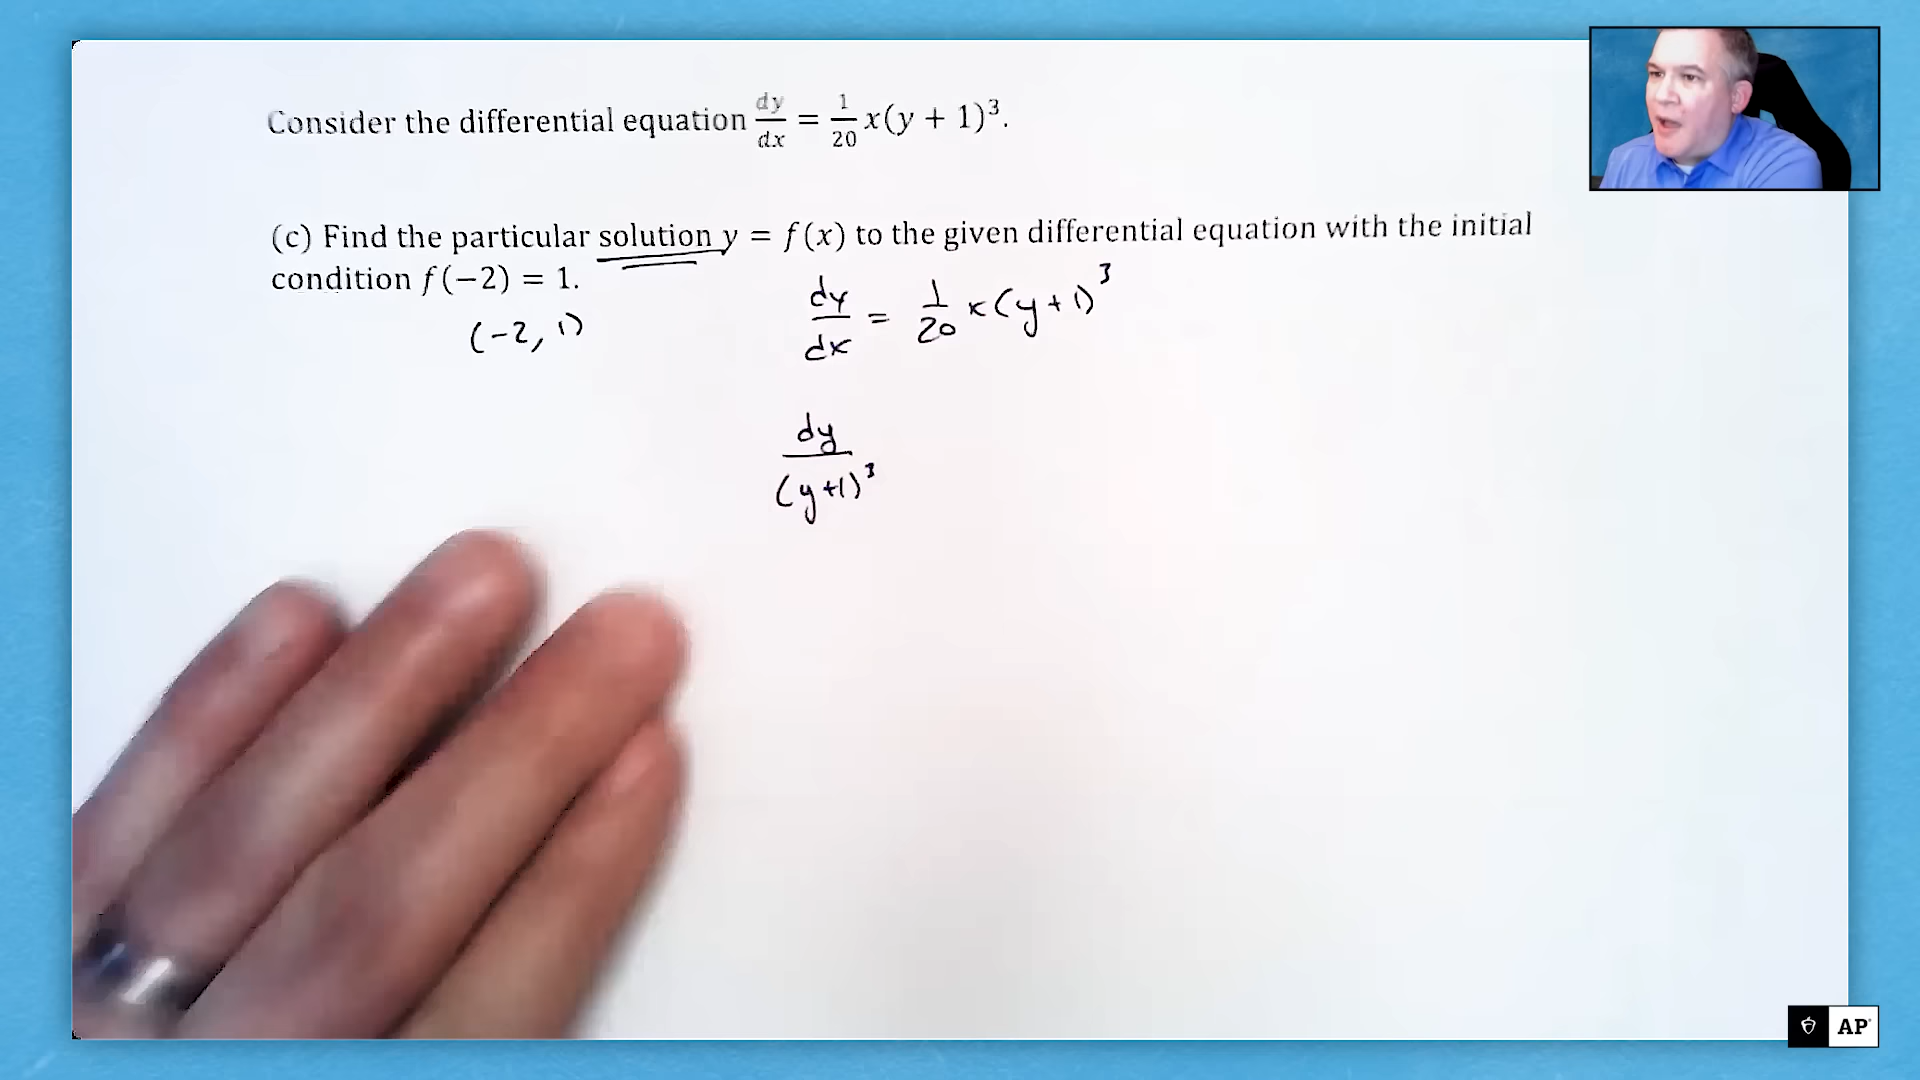 Consider the differential equation dy/dx = 1/20 x(y + 1)³.
(c) Find the particular solution y = f(x) to the given differential equation with the initial
condition f(−2) = 1.
(-2, 1)
dy/dx = 1/20 x(y+1)³
dy/(y+1)³
AP